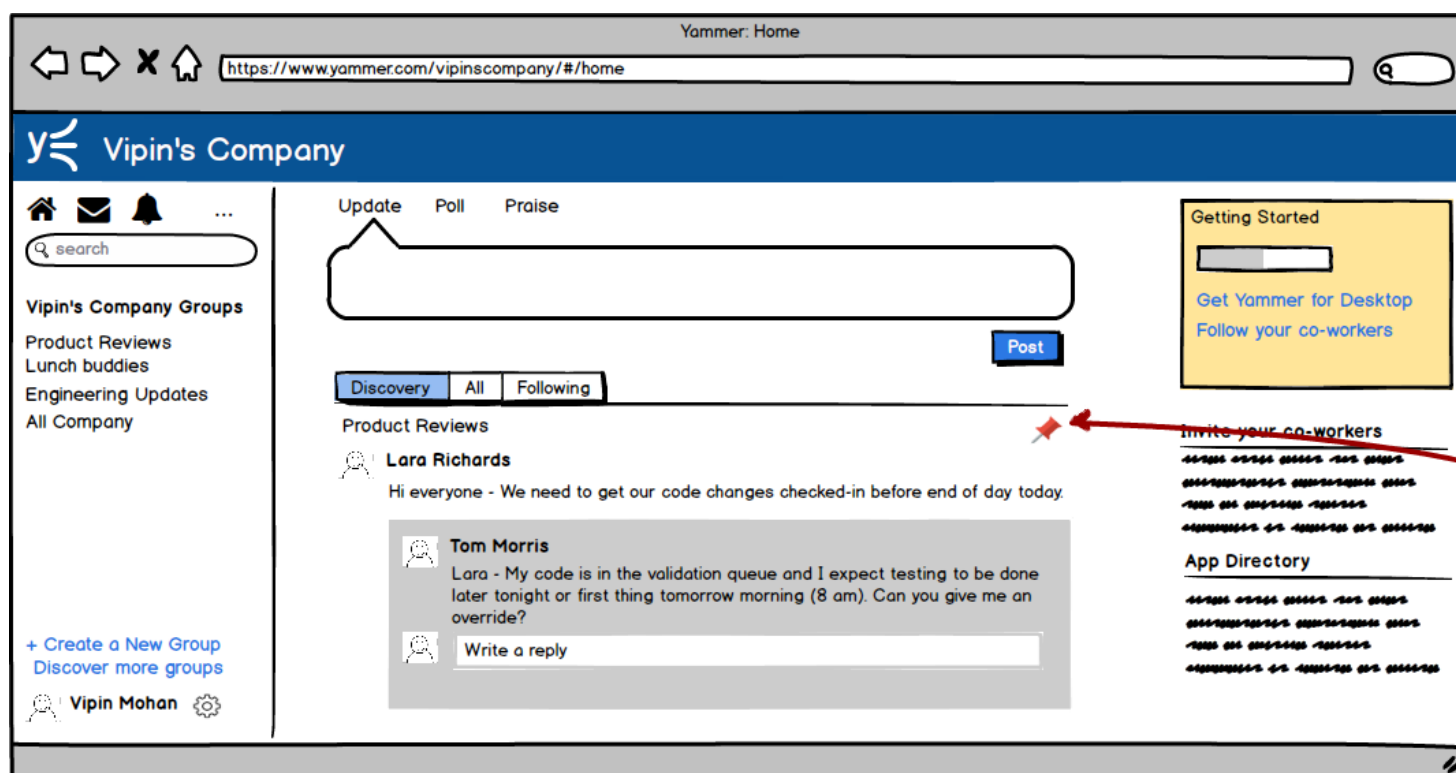 Yammer: Home
https://www.yammer.com/vipinscompany/#/home
Vipin's Company
...
search
Vipin's Company Groups
Product Reviews
Lunch buddies
Engineering Updates
All Company
+ Create a New Group
Discover more groups
Vipin Mohan
Update Poll Praise
Post
Discovery All Following
Product Reviews
Lara Richards
Hi everyone - We need to get our code changes checked-in before end of day today.
Tom Morris
Lara - My code is in the validation queue and I expect testing to be done
later tonight or first thing tomorrow morning (8 am). Can you give me an
override?
Write a reply
Getting Started
Get Yammer for Desktop
Follow your co-workers
Invite your co-workers
App Directory